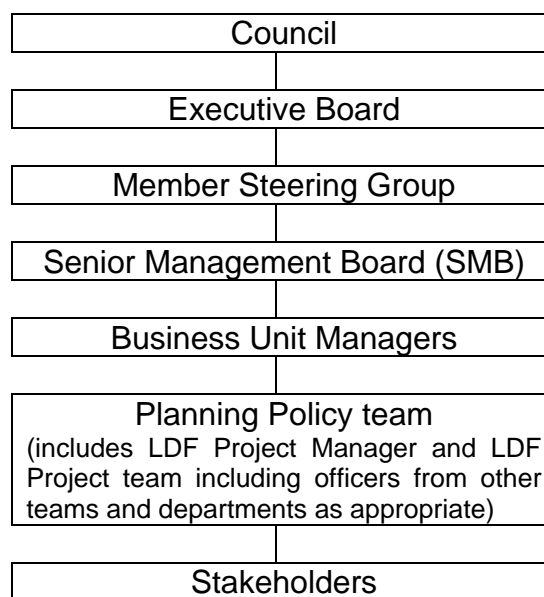 Council
Executive Board
Member Steering Group
Senior Management Board (SMB)
Business Unit Managers
Planning Policy team
(includes LDF Project Manager and LDF
Project team including officers from other
teams and departments as appropriate)
Stakeholders